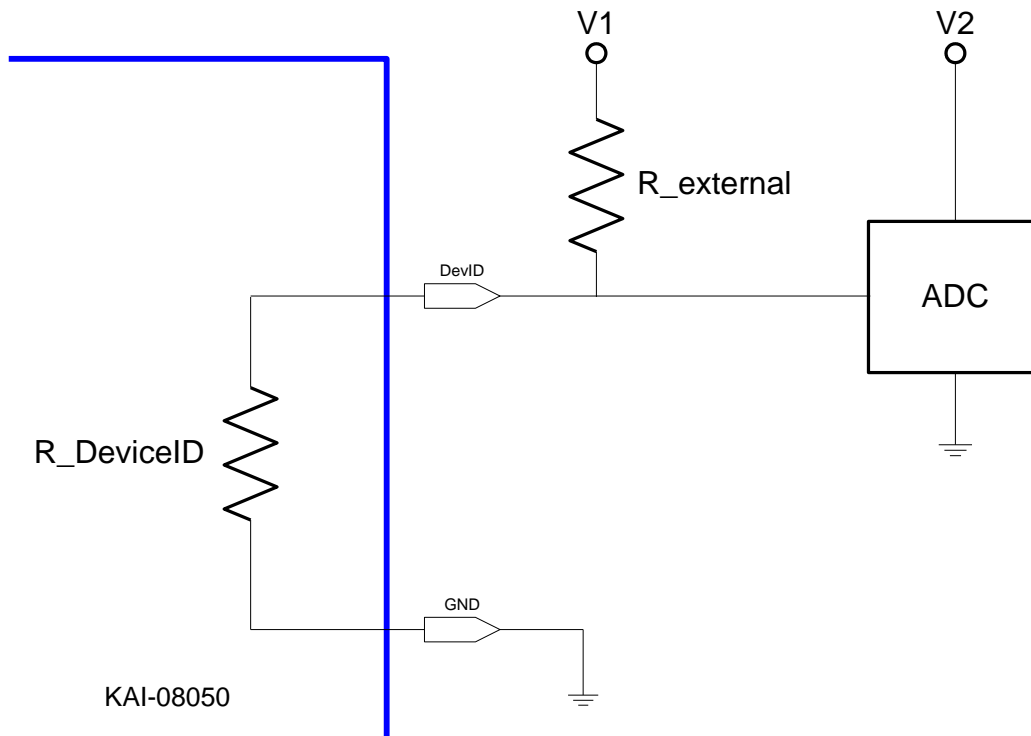 V1
V2
R_external
DevID
ADC
R_DeviceID
GND
KAI-08050